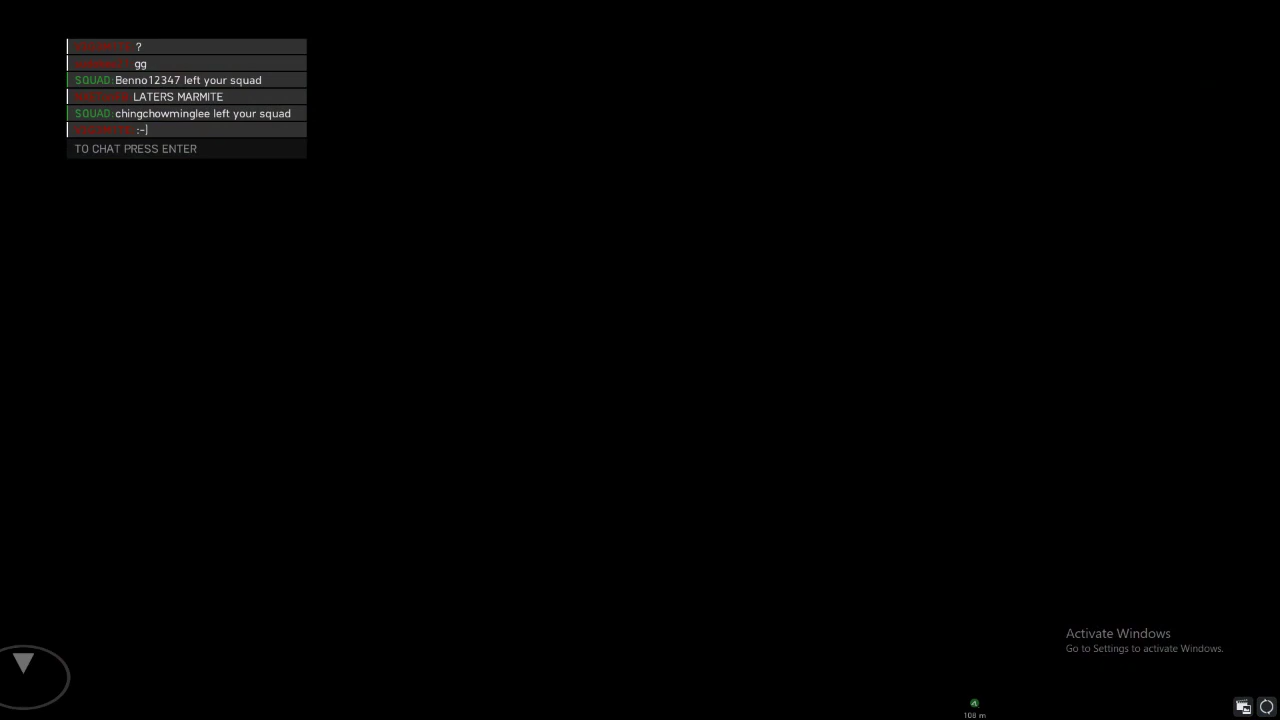 ?
gg
SQUAD: Benno12347 left your squad
LATERS MARMITE
SQUAD: chingchowminglee left your squad
:-]
TO CHAT PRESS ENTER
Activate Windows
Go to Settings to activate Windows.
108 m